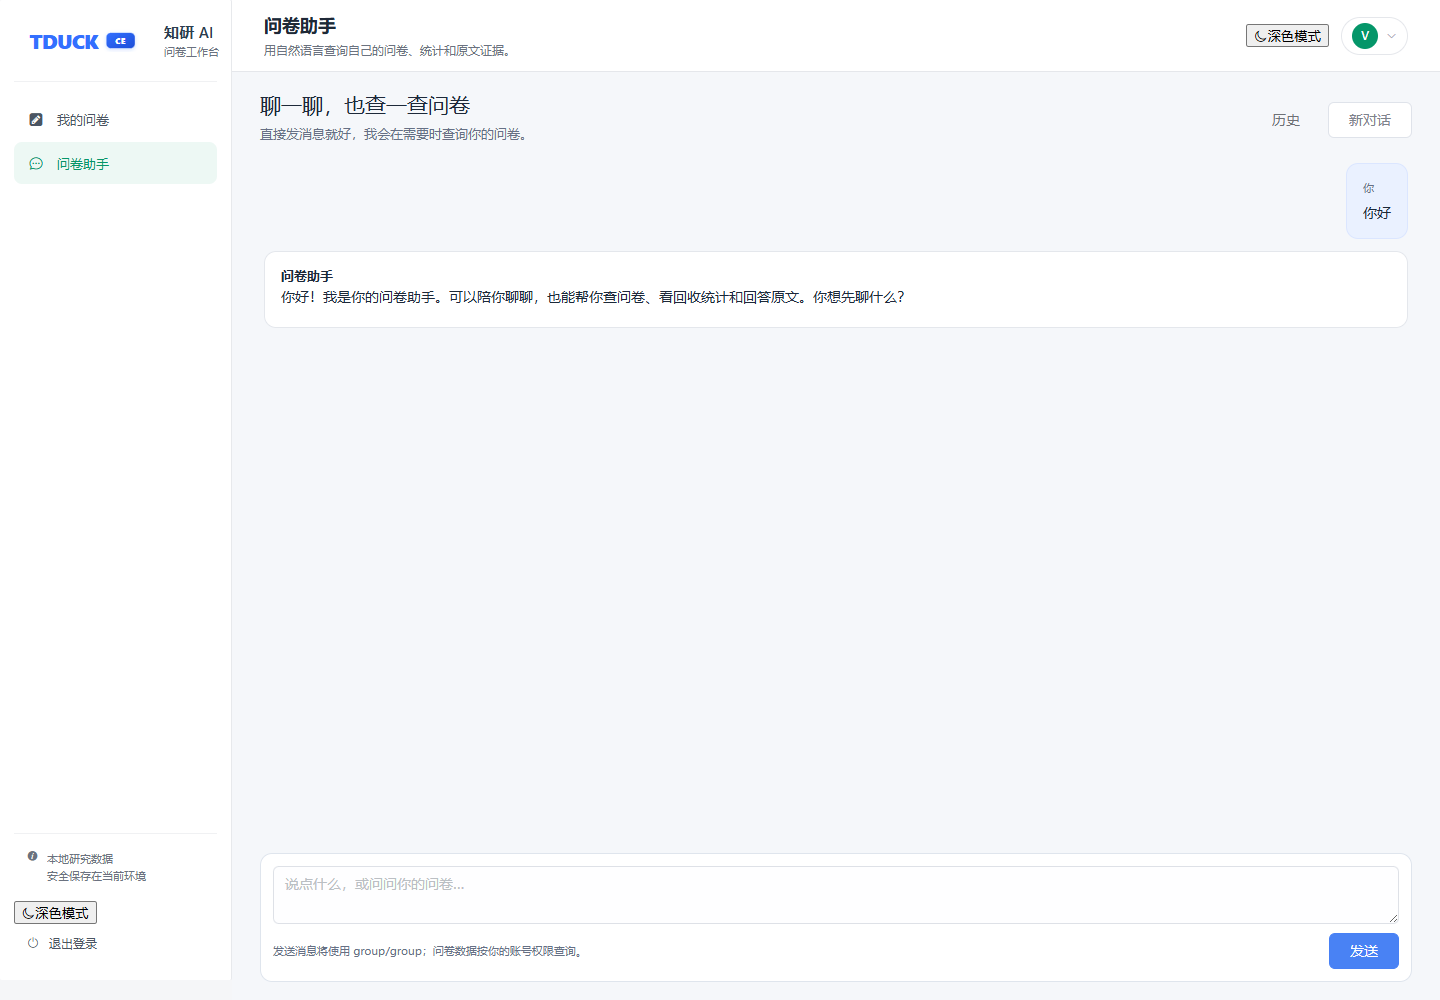 TDUCK CE
知研 AI
问卷工作台
我的问卷
问卷助手
本地研究数据
安全保存在当前环境
深色模式
退出登录
问卷助手
用自然语言查询自己的问卷、统计和原文证据。
深色模式
V
聊一聊，也查一查问卷
直接发消息就好，我会在需要时查询你的问卷。
历史
新对话
你
你好
问卷助手
你好！我是你的问卷助手。可以陪你聊聊，也能帮你查问卷、看回收统计和回答原文。你想先聊什么？
说点什么，或问问你的问卷...
发送消息将使用 group/group；问卷数据按你的账号权限查询。
发送